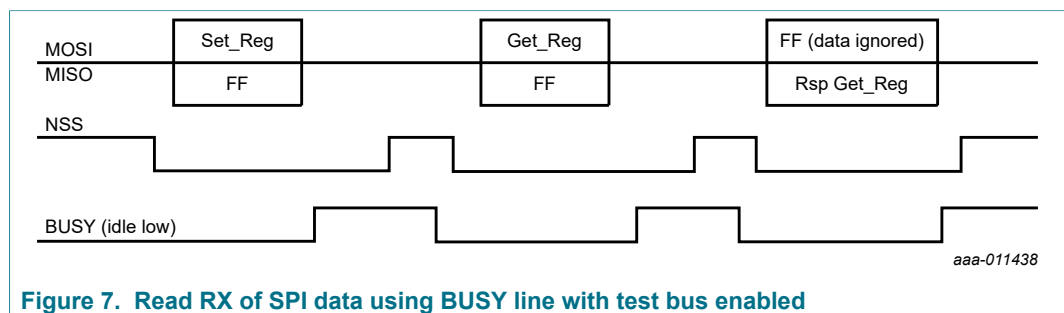 MOSI
Set_Reg
Get_Reg
FF (data ignored)
MISO
FF
FF
Rsp Get_Reg
NSS
BUSY (idle low)
aaa-011438
Figure 7. Read RX of SPI data using BUSY line with test bus enabled